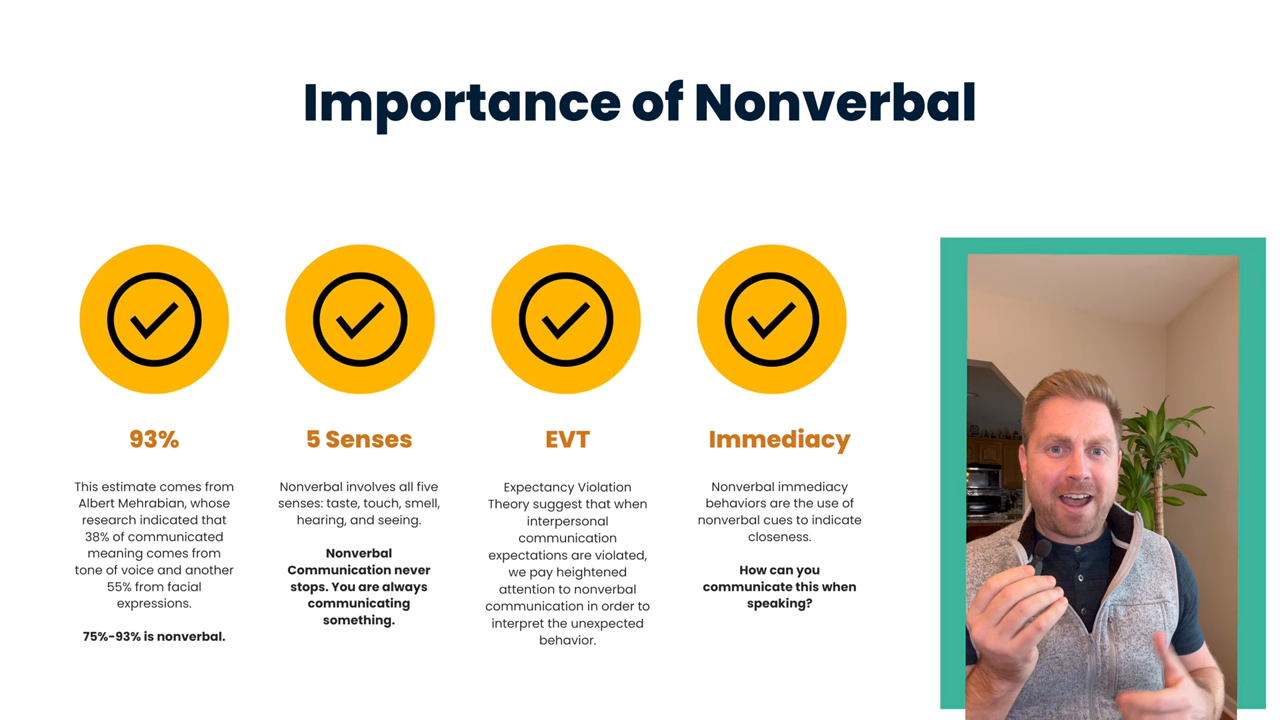 Importance of Nonverbal
93%
This estimate comes from
Albert Mehrabian, whose
research indicated that
38% of communicated
meaning comes from
tone of voice and another
55% from facial
expressions.
75%-93% is nonverbal.
5 Senses
Nonverbal involves all five
senses: taste, touch, smell,
hearing, and seeing.
Nonverbal
Communication never
stops. You are always
communicating
something.
EVT
Expectancy Violation
Theory suggest that when
interpersonal
communication
expectations are violated,
we pay heightened
attention to nonverbal
communication in order to
interpret the unexpected
behavior.
Immediacy
Nonverbal immediacy
behaviors are the use of
nonverbal cues to indicate
closeness.
How can you
communicate this when
speaking?